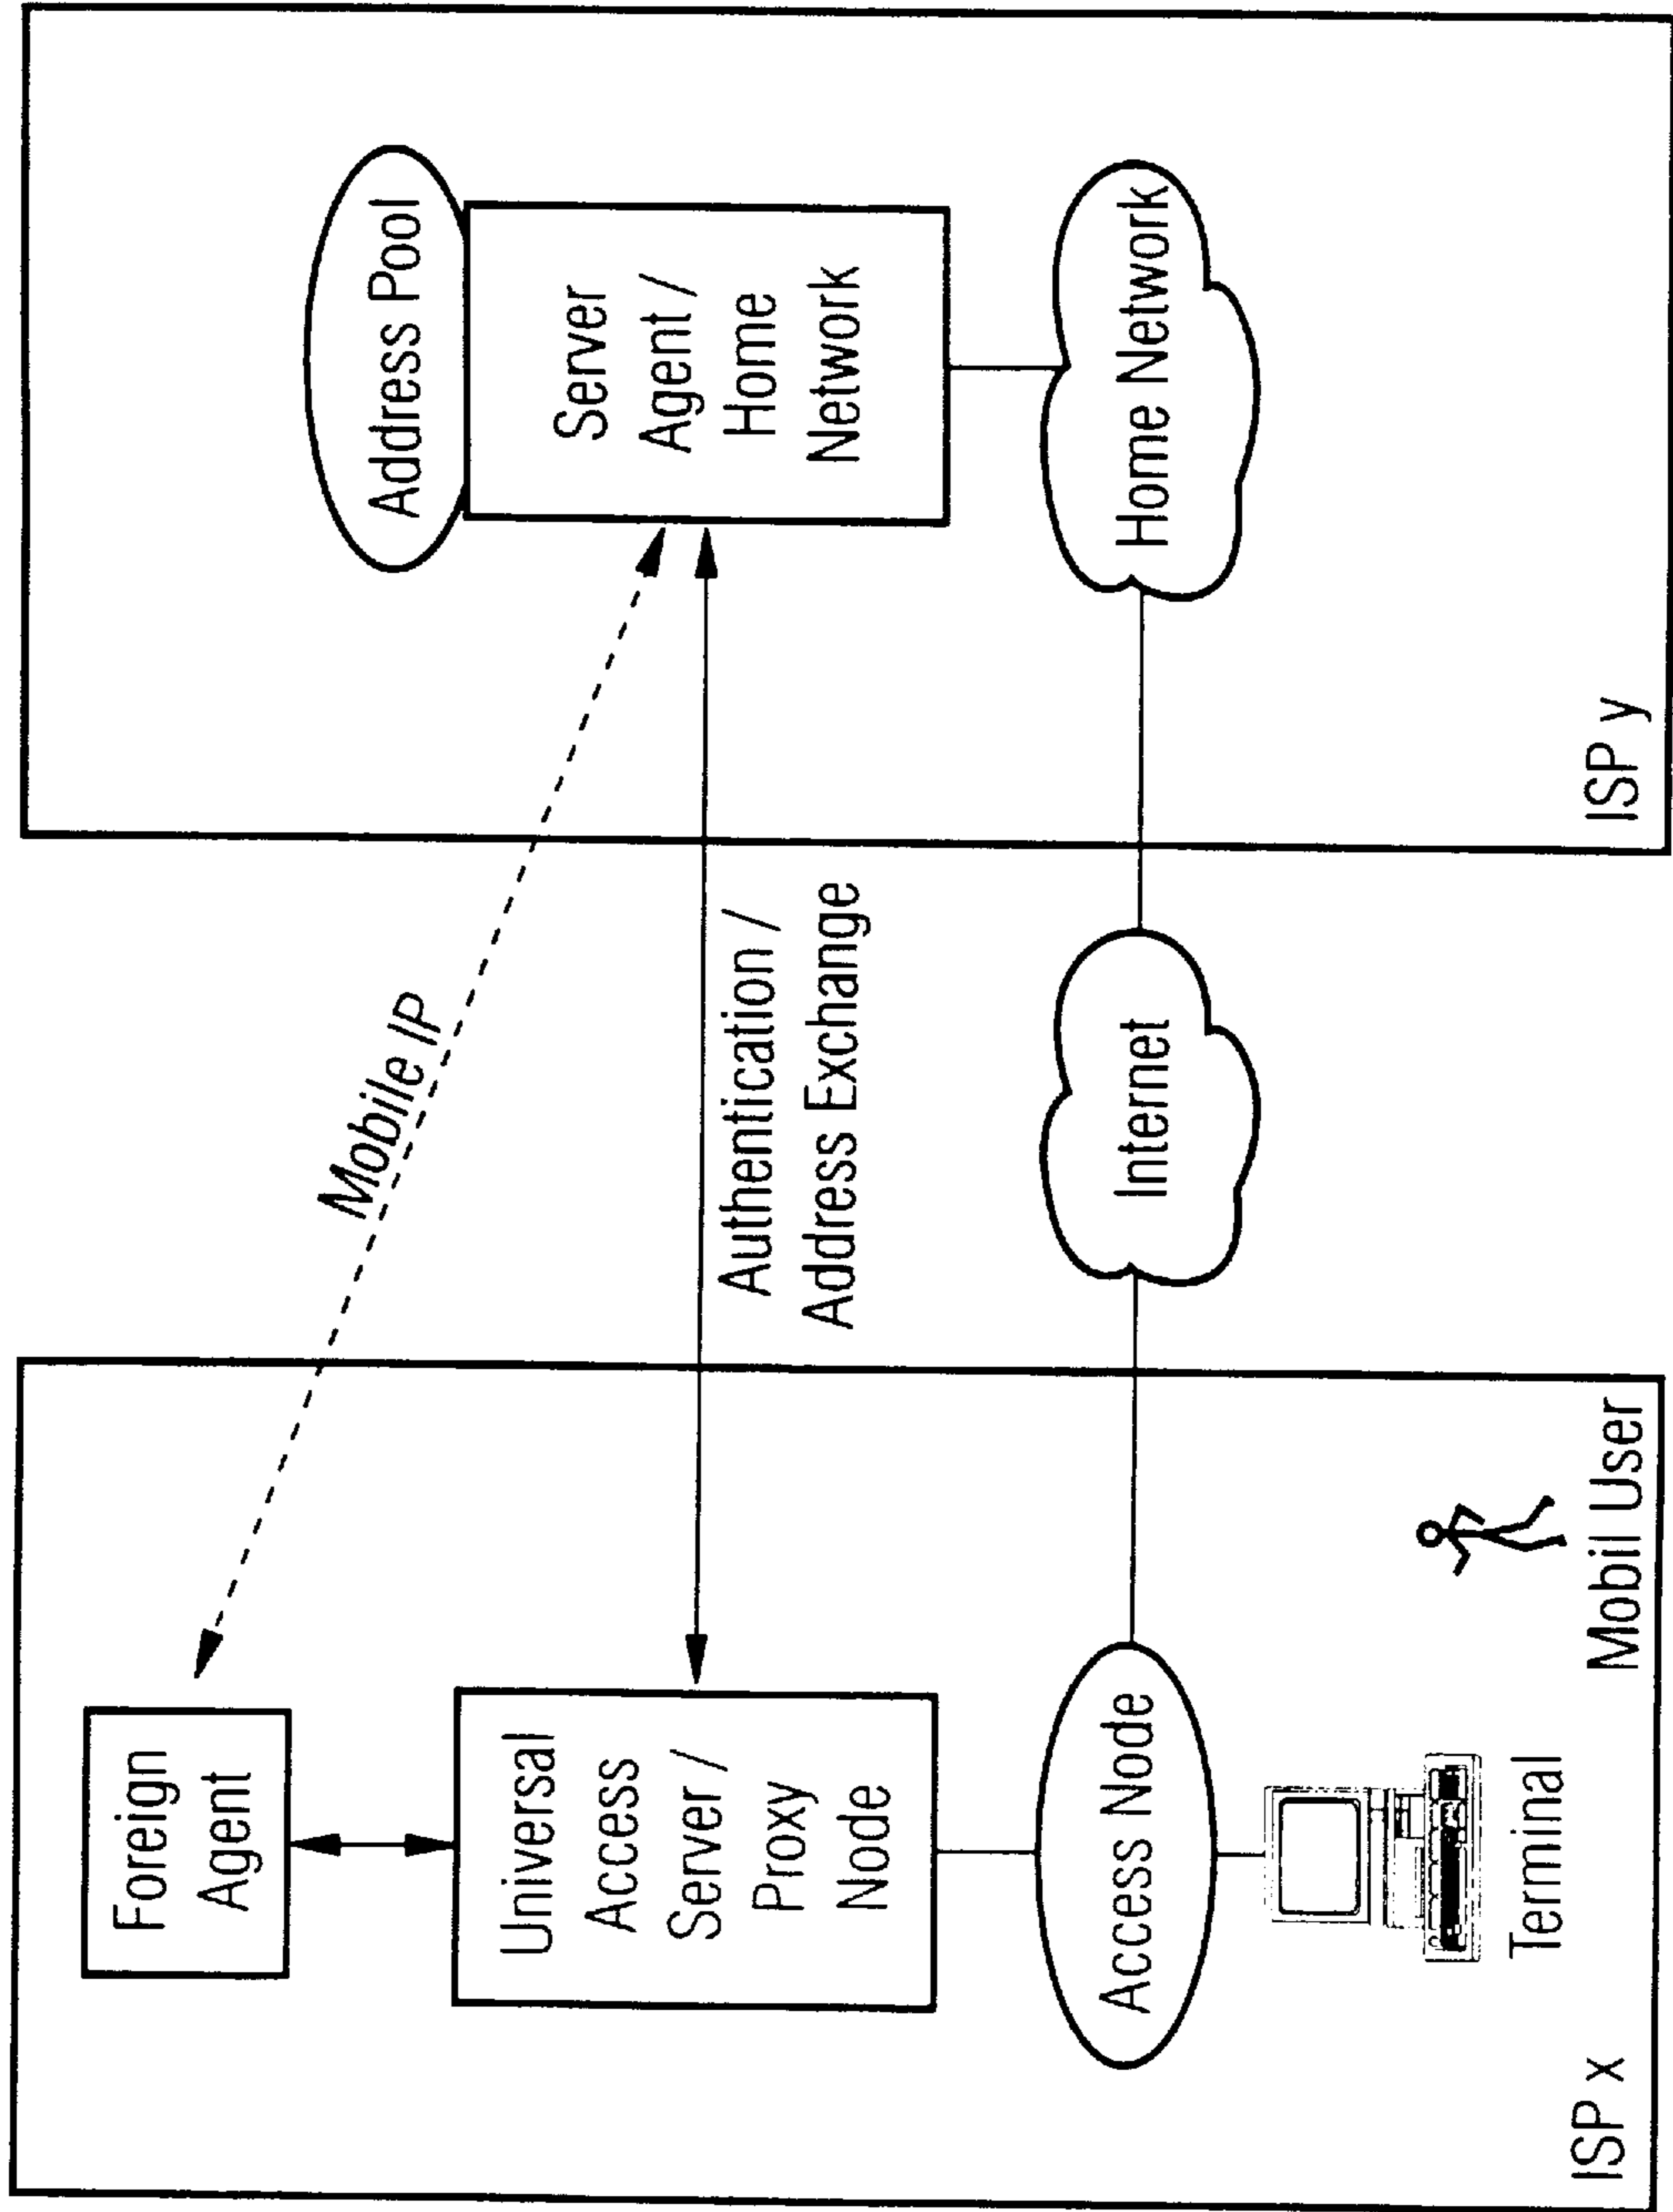 Foreign
Agent
Universal
Access
Server /
Proxy
Node
Access Node
Terminal
Mobil User
ISP x
Mobile IP
Authentication /
Address Exchange
Internet
Address Pool
Server
Agent /
Home
Network
Home Network
ISP y